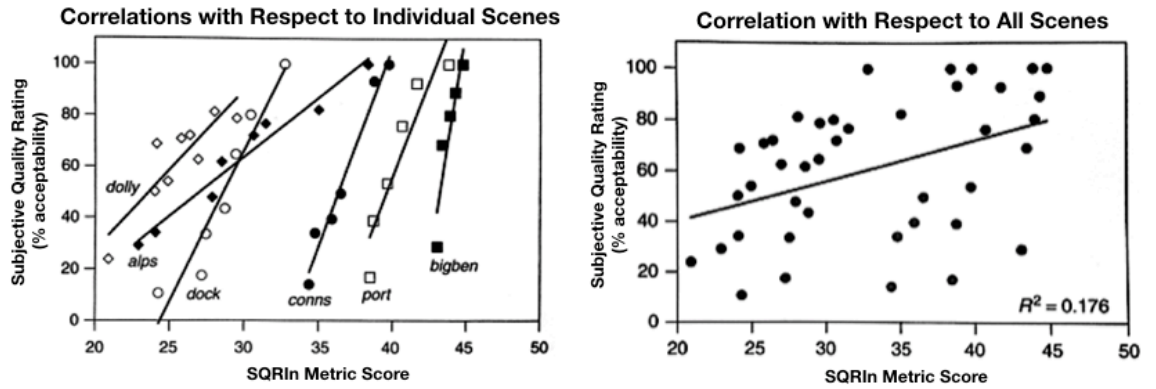 Correlations with Respect to Individual Scenes
Subjective Quality Rating
(% acceptability)
100
80
60
40
20
0
dolly
alps
dock
conns
port
bigben
20 25 30 35 40 45 50
SQRIn Metric Score
Correlation with Respect to All Scenes
Subjective Quality Rating
(% acceptability)
100
80
60
40
20
0
R² = 0.176
20 25 30 35 40 45 50
SQRIn Metric Score